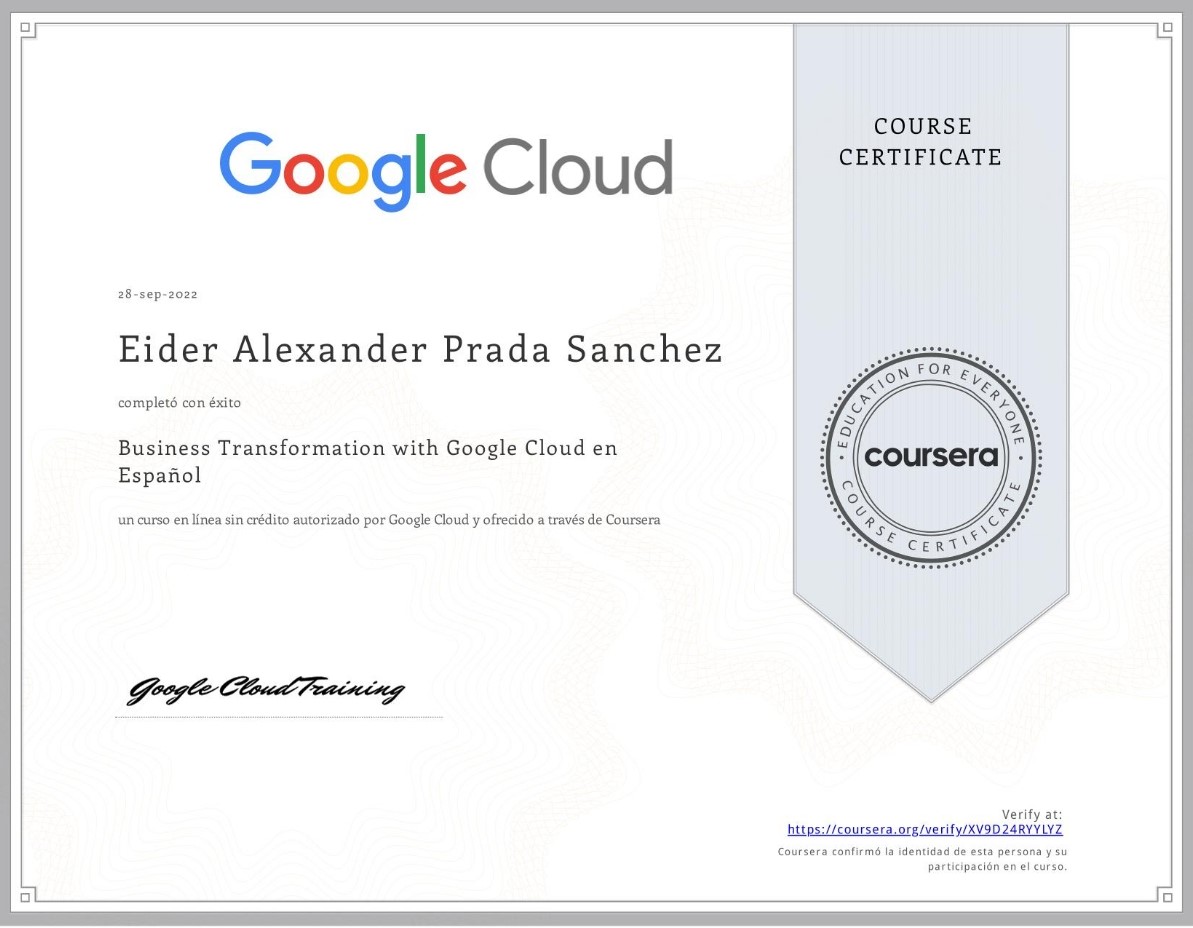 Google Cloud
COURSE
CERTIFICATE
28-sep-2022
Eider Alexander Prada Sanchez
completó con éxito
Business Transformation with Google Cloud en
Español
un curso en línea sin crédito autorizado por Google Cloud y ofrecido a través de Coursera
EDUCATION FOR EVERYONE
coursera
COURSE CERTIFICATE
Google Cloud Training
Verify at:
https://coursera.org/verify/XV9D24RYYLYZ
Coursera confirmó la identidad de esta persona y su
participación en el curso.